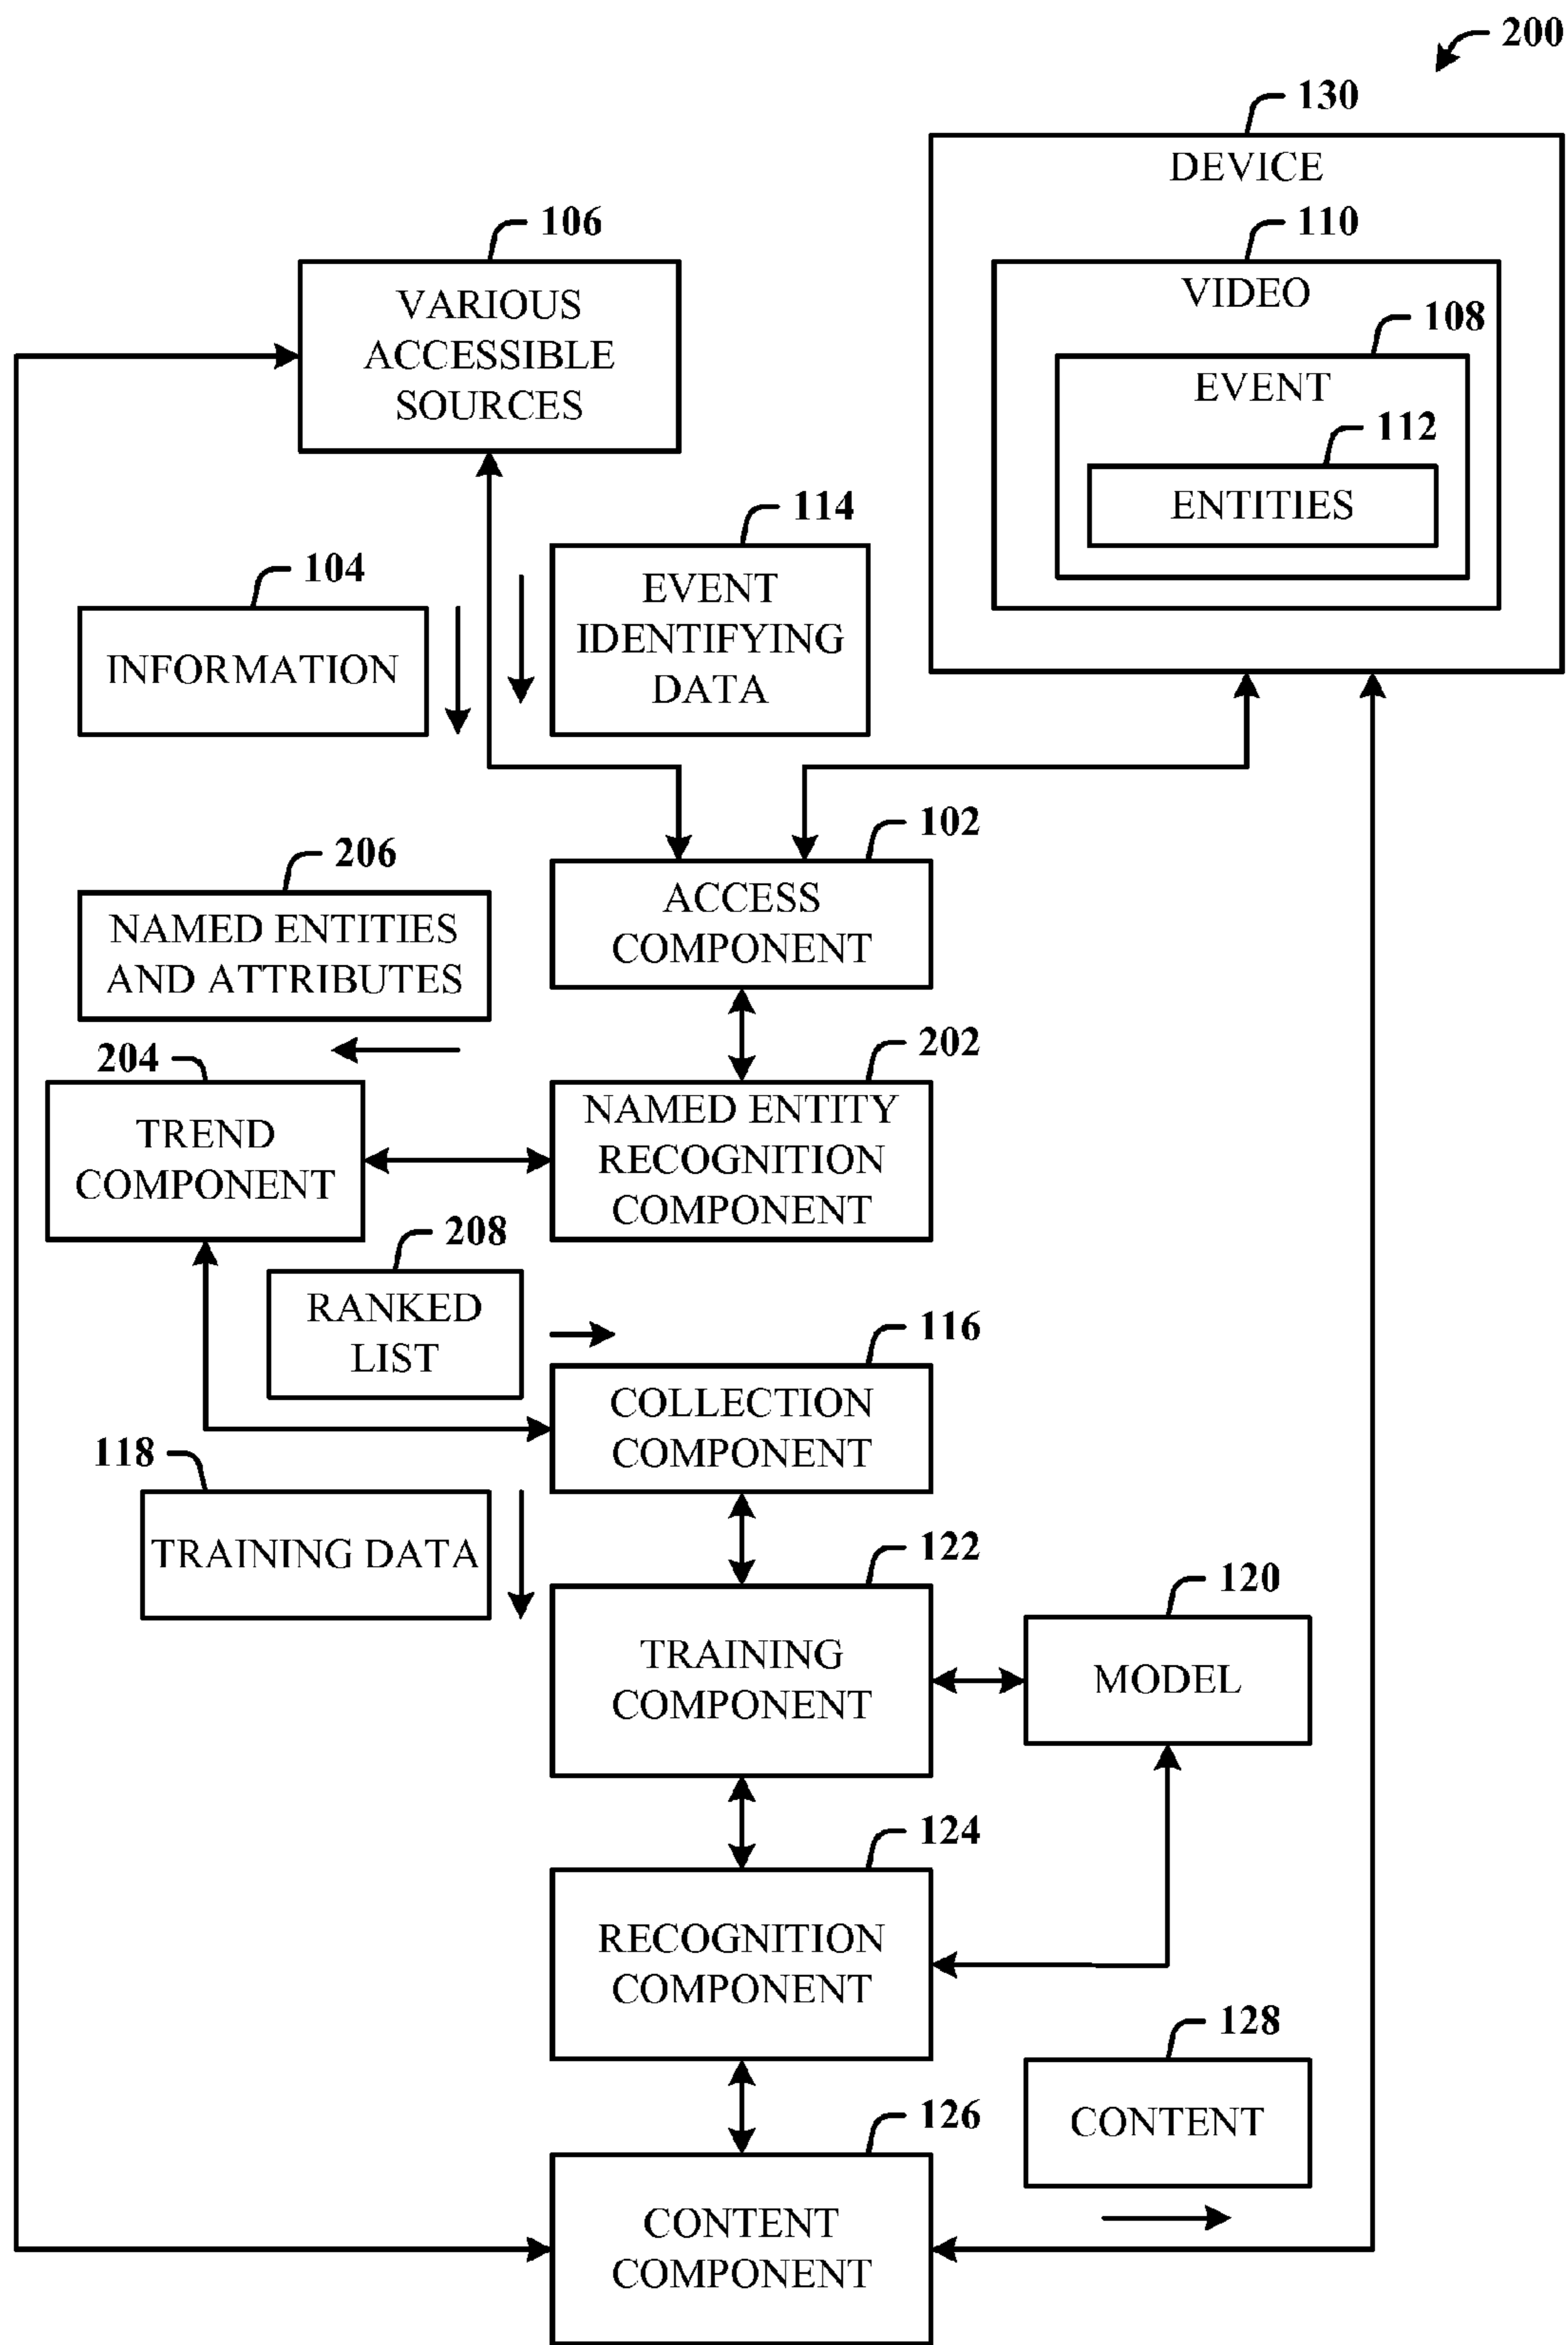 200
130
DEVICE
106
110
VARIOUS
ACCESSIBLE
SOURCES
VIDEO
108
EVENT
112
ENTITIES
114
EVENT
IDENTIFYING
DATA
104
INFORMATION
102
ACCESS
COMPONENT
206
NAMED ENTITIES
AND ATTRIBUTES
204
TREND
COMPONENT
202
NAMED ENTITY
RECOGNITION
COMPONENT
208
RANKED
LIST
116
COLLECTION
COMPONENT
118
TRAINING DATA
122
TRAINING
COMPONENT
120
MODEL
124
RECOGNITION
COMPONENT
128
CONTENT
126
CONTENT
COMPONENT